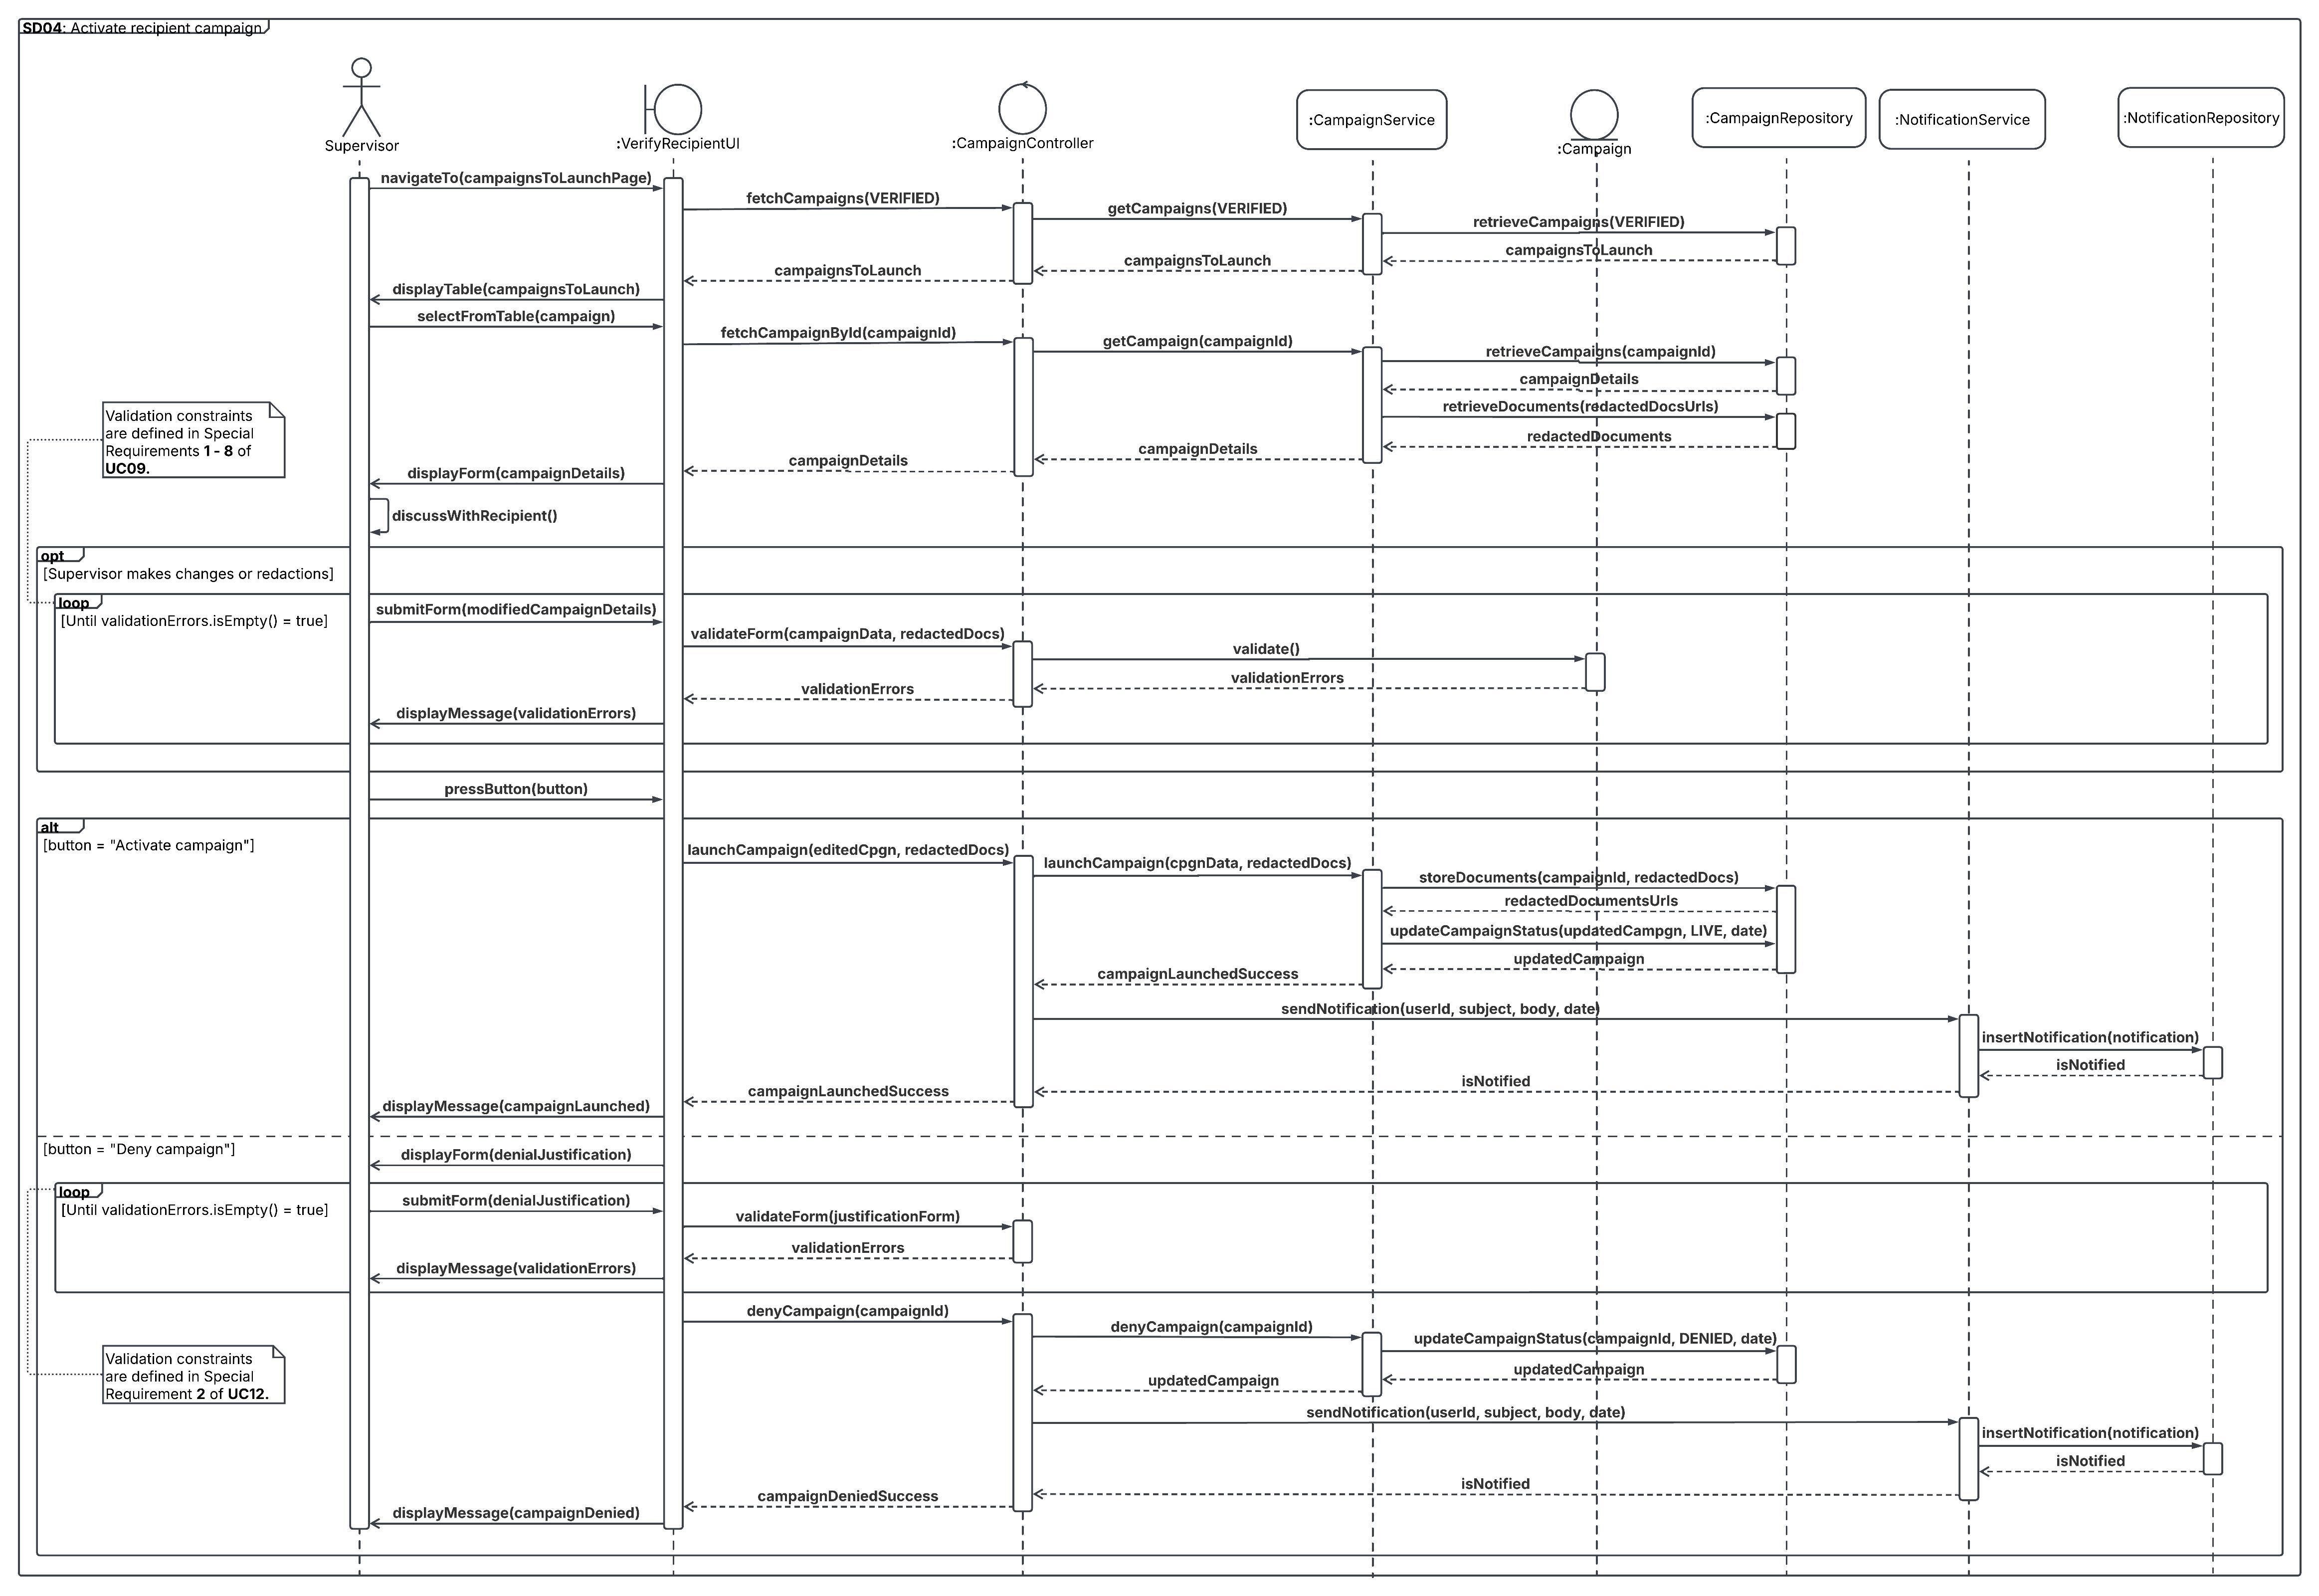 SD04: Activate recipient campaign
Supervisor
:VerifyRecipientUI
:CampaignController
:CampaignService
:Campaign
:CampaignRepository
:NotificationService
:NotificationRepository
navigateTo(campaignsToLaunchPage)
fetchCampaigns(VERIFIED)
getCampaigns(VERIFIED)
retrieveCampaigns(VERIFIED)
campaignsToLaunch
campaignsToLaunch
campaignsToLaunch
displayTable(campaignsToLaunch)
selectFromTable(campaign)
fetchCampaignById(campaignId)
getCampaign(campaignId)
retrieveCampaigns(campaignId)
campaignDetails
retrieveDocuments(redactedDocsUrls)
redactedDocuments
campaignDetails
campaignDetails
Validation constraints
are defined in Special
Requirements 1 - 8 of
UC09.
displayForm(campaignDetails)
discussWithRecipient()
opt
[Supervisor makes changes or redactions]
loop
[Until validationErrors.isEmpty() = true]
submitForm(modifiedCampaignDetails)
validateForm(campaignData, redactedDocs)
validate()
validationErrors
validationErrors
displayMessage(validationErrors)
pressButton(button)
alt
[button = "Activate campaign"]
launchCampaign(editedCpgn, redactedDocs)
launchCampaign(cpgnData, redactedDocs)
storeDocuments(campaignId, redactedDocs)
redactedDocumentsUrls
updateCampaignStatus(updatedCampgn, LIVE, date)
updatedCampaign
campaignLaunchedSuccess
sendNotification(userId, subject, body, date)
insertNotification(notification)
isNotified
isNotified
campaignLaunchedSuccess
displayMessage(campaignLaunched)
[button = "Deny campaign"]
displayForm(denialJustification)
loop
[Until validationErrors.isEmpty() = true]
submitForm(denialJustification)
validateForm(justificationForm)
validationErrors
displayMessage(validationErrors)
denyCampaign(campaignId)
denyCampaign(campaignId)
updateCampaignStatus(campaignId, DENIED, date)
updatedCampaign
updatedCampaign
Validation constraints
are defined in Special
Requirement 2 of UC12.
sendNotification(userId, subject, body, date)
insertNotification(notification)
isNotified
isNotified
campaignDeniedSuccess
displayMessage(campaignDenied)